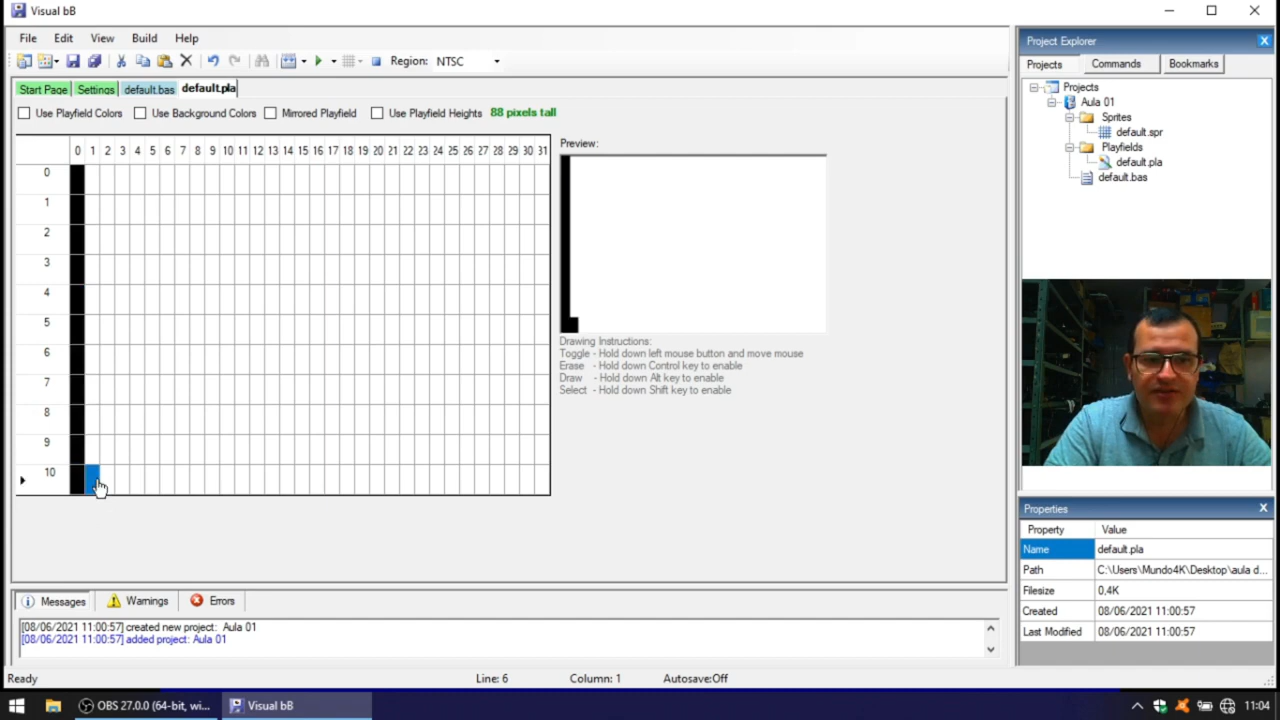 Visual bB
File Edit View Build Help
Region: NTSC
Start Page Settings default.bas default.pla
Use Playfield Colors Use Background Colors Mirrored Playfield Use Playfield Heights 88 pixels tall
0 1 2 3 4 5 6 7 8 9 10 11 12 13 14 15 16 17 18 19 20 21 22 23 24 25 26 27 28 29 30 31
0
1
2
3
4
5
6
7
8
9
10
Preview:
Drawing Instructions:
Toggle - Hold down left mouse button and move mouse
Erase - Hold down Control key to enable
Draw - Hold down Alt key to enable
Select - Hold down Shift key to enable
Project Explorer
Projects Commands Bookmarks
Projects
Aula 01
Sprites
default.spr
Playfields
default.pla
default.bas
Properties
Property Value
Name default.pla
Path C:\Users\Mundo4K\Desktop\aula d...
Filesize 0,4K
Created 08/06/2021 11:00:57
Last Modified 08/06/2021 11:00:57
Messages Warnings Errors
[08/06/2021 11:00:57] created new project: Aula 01
[08/06/2021 11:00:57] added project: Aula 01
Ready Line: 6 Column: 1 Autosave:Off
OBS 27.0.0 (64-bit, wi... Visual bB 11:04